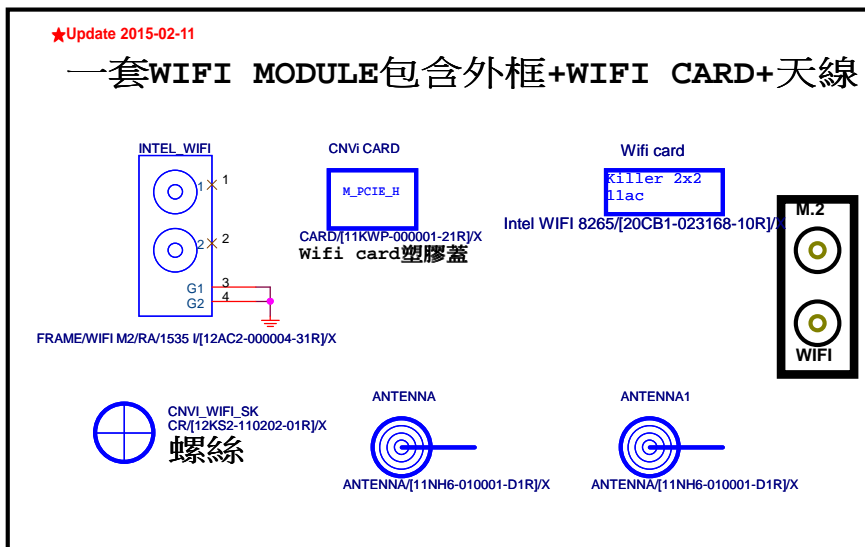 ★Update 2015-02-11
一套WIFI MODULE包含外框+WIFI CARD+天線
INTEL_WIFI
CNVi CARD
Wifi card
1
1
M_PCIE_H
Killer 2x2
11ac
M.2
Intel WIFI 8265/[20CB1-023168-10R]/X
2
2
CARD/[11KWP-000001-21R]/X
Wifi card塑膠蓋
G1
3
G2
4
FRAME/WIFI M2/RA/1535 I/[12AC2-000004-31R]/X
WIFI
CNVI_WIFI_SK
CR/[12KS2-110202-01R]/X
螺絲
ANTENNA
ANTENNA1
ANTENNA/[11NH6-010001-D1R]/X
ANTENNA/[11NH6-010001-D1R]/X